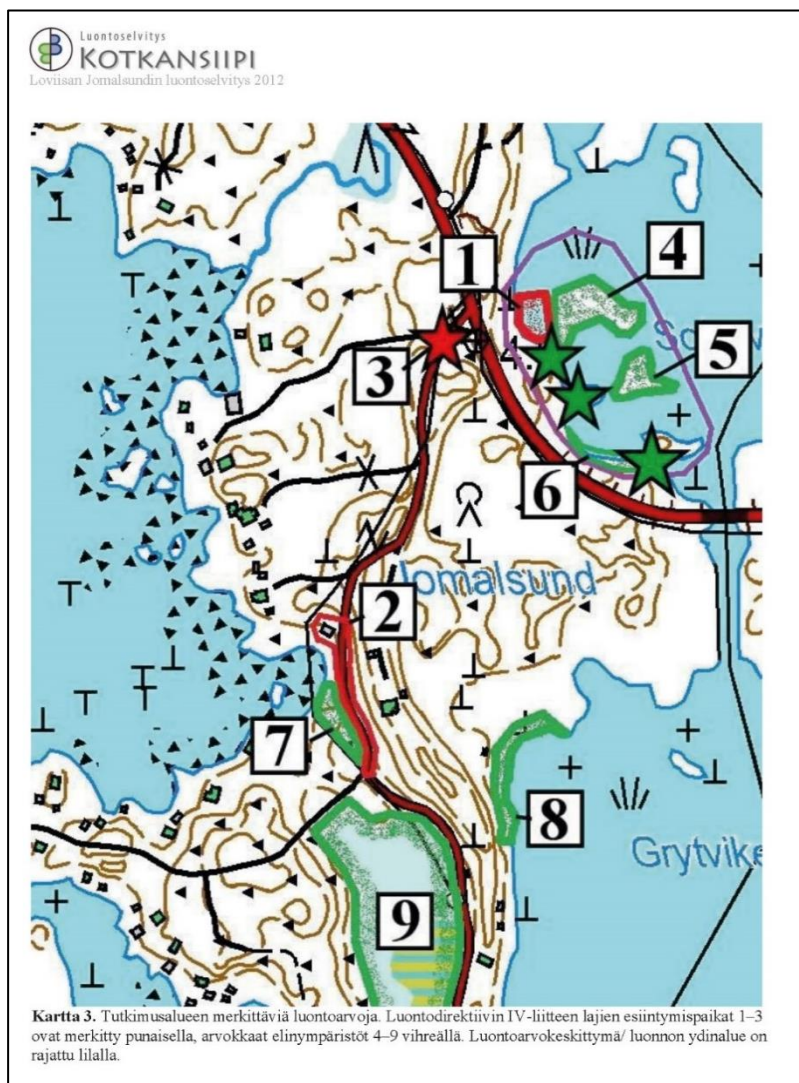 Luontoselvitys
KOTKANSIIPI
Loviisan Jomalsundin luontoselvitys 2012
1
4
3
5
6
Jomalsund
2
7
8
Grytvike
9
Kartta 3. Tutkimusalueen merkittäviä luontoarvoja. Luontodirektiivin IV-liitteen lajien esiintymispaikat 1–3
ovat merkitty punaisella, arvokkaat elinympäristöt 4–9 vihreällä. Luontoarvokeskittymä/ luonnon ydinalue on
rajattu lilalla.